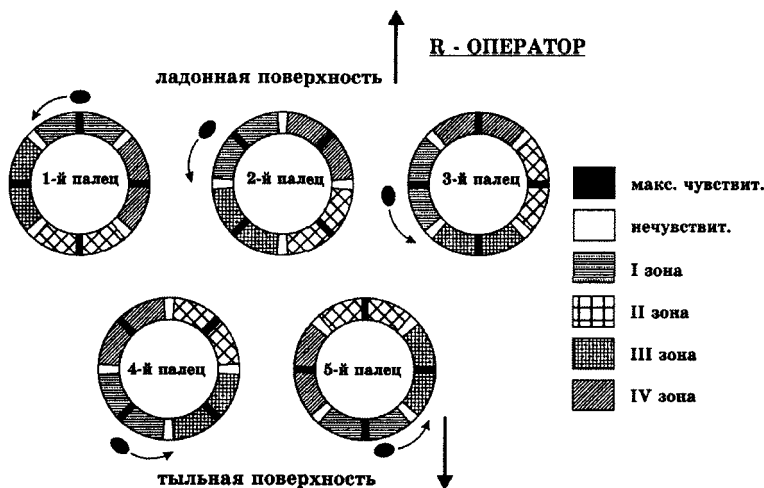 R - ОПЕРАТОР
ладонная поверхность
1-й палец
2-й палец
3-й палец
макс. чувствит.
нечувствит.
I зона
II зона
III зона
IV зона
4-й палец
5-й палец
тыльная поверхность